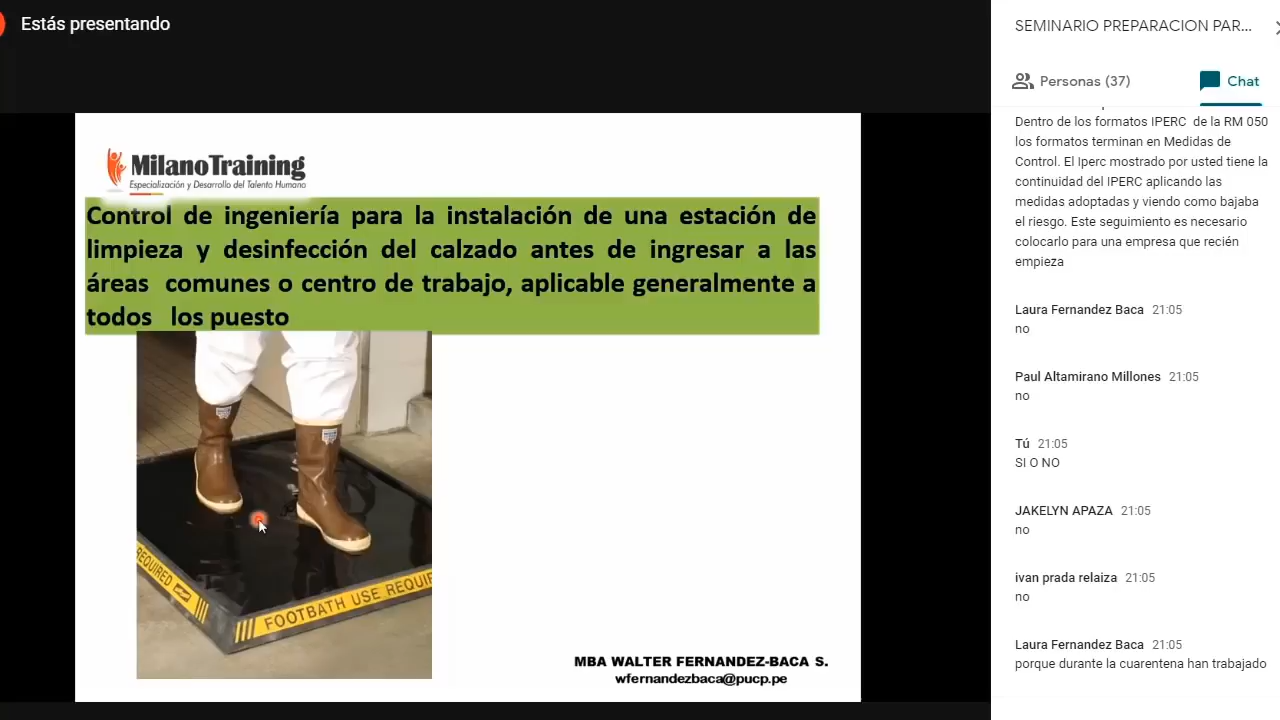 Estás presentando
MilanoTraining
Especialización y Desarrollo del Talento Humano
Control de ingeniería para la instalación de una estación de
limpieza y desinfección del calzado antes de ingresar a las
áreas comunes o centro de trabajo, aplicable generalmente a
todos los puesto
REQUIRED
FOOTBATH USE REQUIR
MBA WALTER FERNANDEZ-BACA S.
wfernandezbaca@pucp.pe
SEMINARIO PREPARACION PAR...
Personas (37)
Chat
Dentro de los formatos IPERC de la RM 050
los formatos terminan en Medidas de
Control. El Iperc mostrado por usted tiene la
continuidad del IPERC aplicando las
medidas adoptadas y viendo como bajaba
el riesgo. Este seguimiento es necesario
colocarlo para una empresa que recién
empieza
Laura Fernandez Baca 21:05
no
Paul Altamirano Millones 21:05
no
Tú 21:05
SI O NO
JAKELYN APAZA 21:05
no
ivan prada relaiza 21:05
no
Laura Fernandez Baca 21:05
porque durante la cuarentena han trabajado